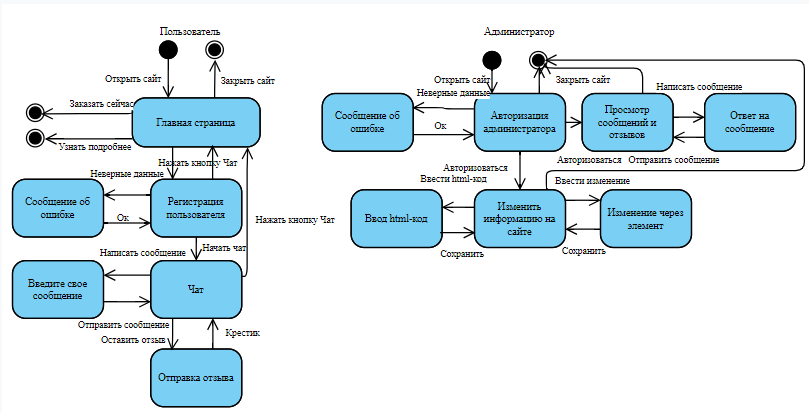 Пользователь
Открыть сайт
Закрыть сайт
Заказать сейчас
Узнать подробнее
Главная страница
Нажать кнопку Чат
Неверные данные
Сообщение об
ошибке
Ок
Регистрация
пользователя
Нажать кнопку Чат
Начать чат
Написать сообщение
Введите свое
сообщение
Чат
Отправить сообщение
Оставить отзыв
Крестик
Отправка отзыва
Администратор
Открыть сайт
Закрыть сайт
Неверные данные
Написать сообщение
Сообщение об
ошибке
Ок
Авторизация
администратора
Просмотр
сообщений и
отзывов
Ответ на
сообщение
Авторизоваться
Авторизоваться
Отправить сообщение
Ввести html-код
Ввести изменение
Ввод html-код
Изменить
информацию на
сайте
Изменение через
элемент
Сохранить
Сохранить